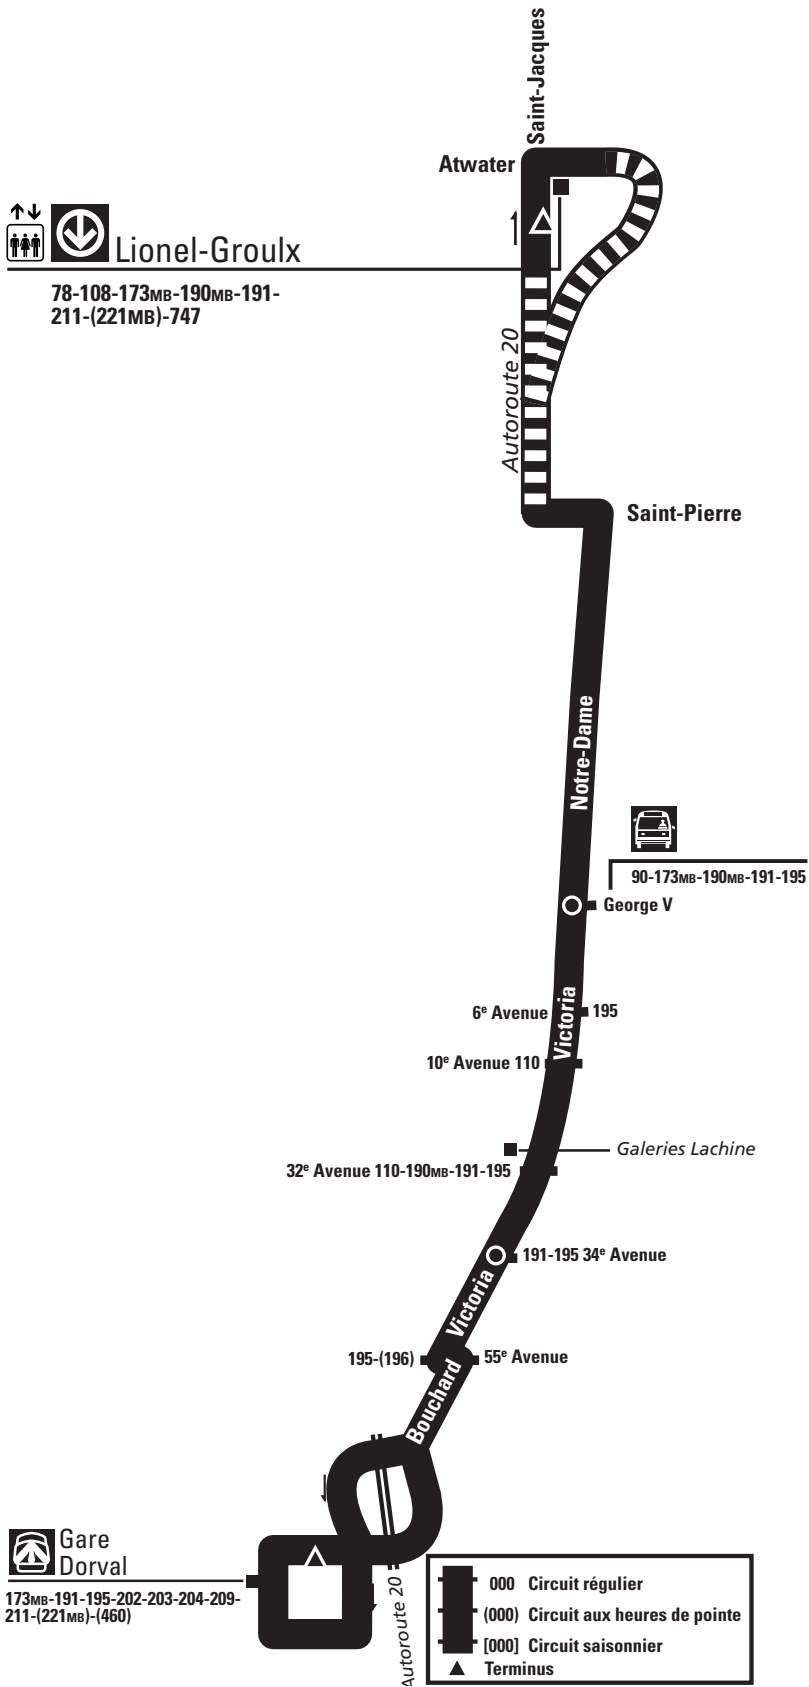 Saint-Jacques
Atwater
Lionel-Groulx
78-108-173MB-190MB-191-
211-(221MB)-747
Autoroute 20
Saint-Pierre
Notre-Dame
90-173MB-190MB-191-195
George V
6e Avenue 195
Victoria
10e Avenue 110
Galeries Lachine
32e Avenue 110-190MB-191-195
191-195 34e Avenue
Victoria
195-(196) 55e Avenue
Bouchard
Gare
Dorval
173MB-191-195-202-203-204-209-
211-(221MB)-(460)
Autoroute 20
000 Circuit régulier
(000) Circuit aux heures de pointe
[000] Circuit saisonnier
Terminus